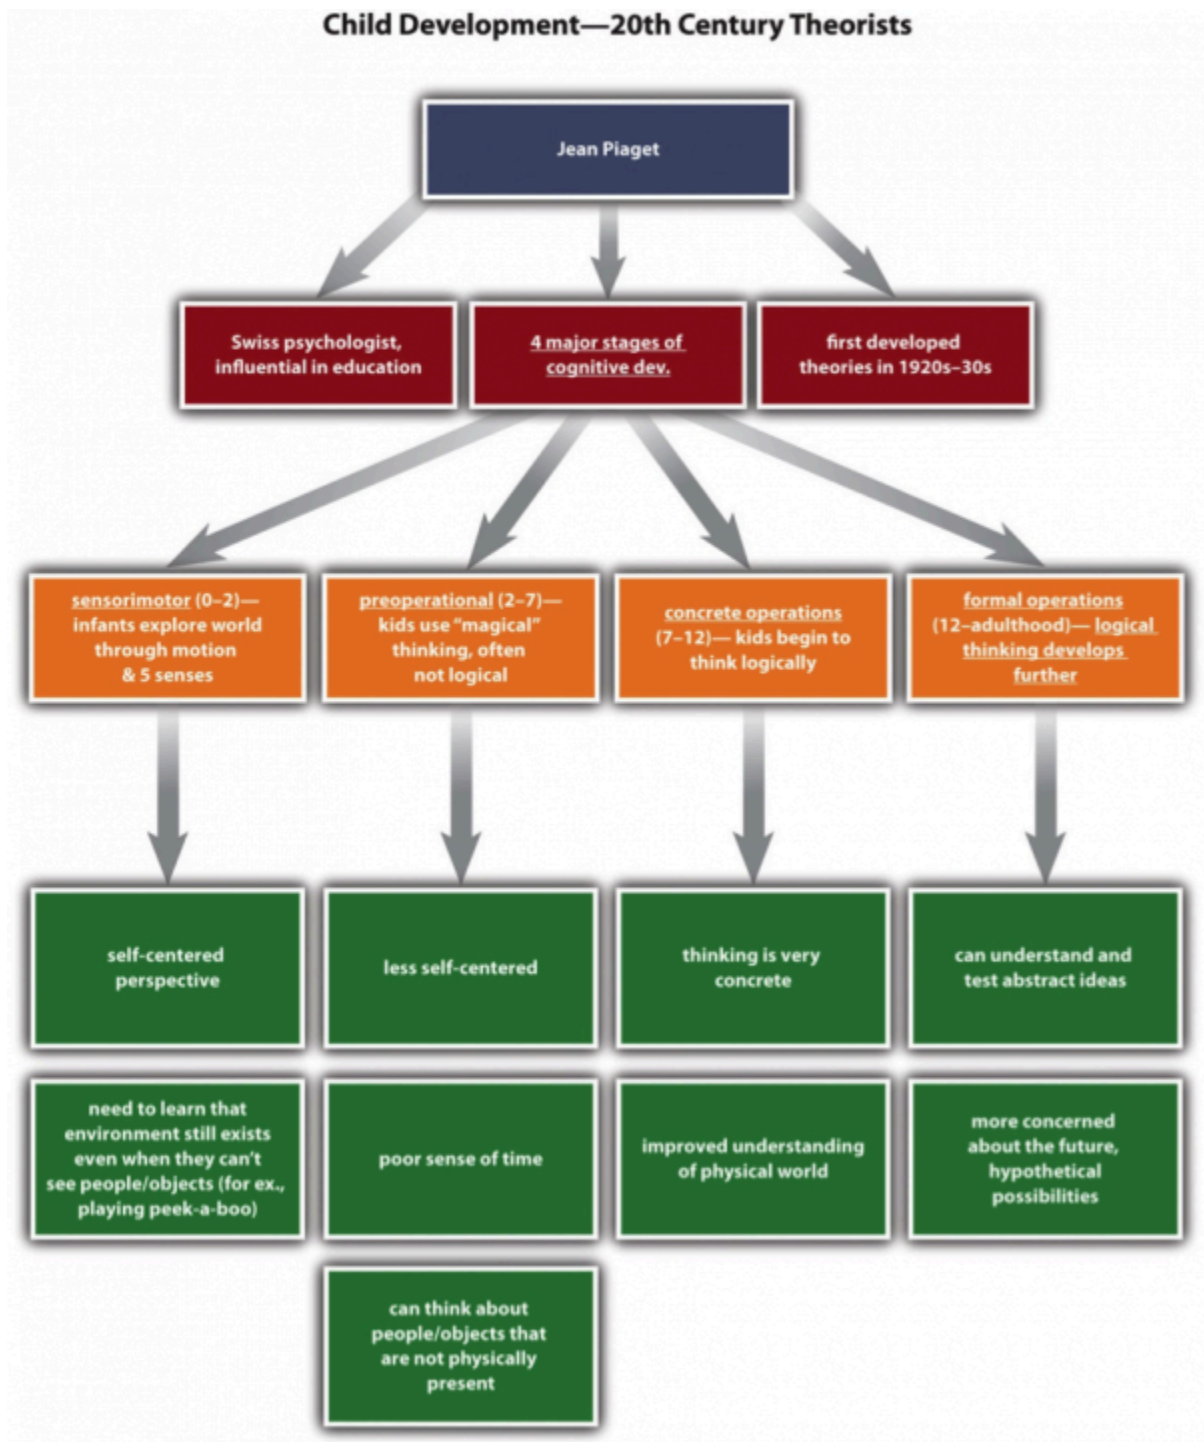 Child Development—20th Century Theorists
Jean Piaget
Swiss psychologist,
influential in education
4 major stages of
cognitive dev.
first developed
theories in 1920s–30s
sensorimotor (0–2)—
infants explore world
through motion
& 5 senses
preoperational (2–7)—
kids use “magical”
thinking, often
not logical
concrete operations
(7–12)— kids begin to
think logically
formal operations
(12–adulthood)— logical
thinking develops
further
self-centered
perspective
less self-centered
thinking is very
concrete
can understand and
test abstract ideas
need to learn that
environment still exists
even when they can’t
see people/objects (for ex.,
playing peek-a-boo)
poor sense of time
improved understanding
of physical world
more concerned
about the future,
hypothetical
possibilities
can think about
people/objects that
are not physically
present